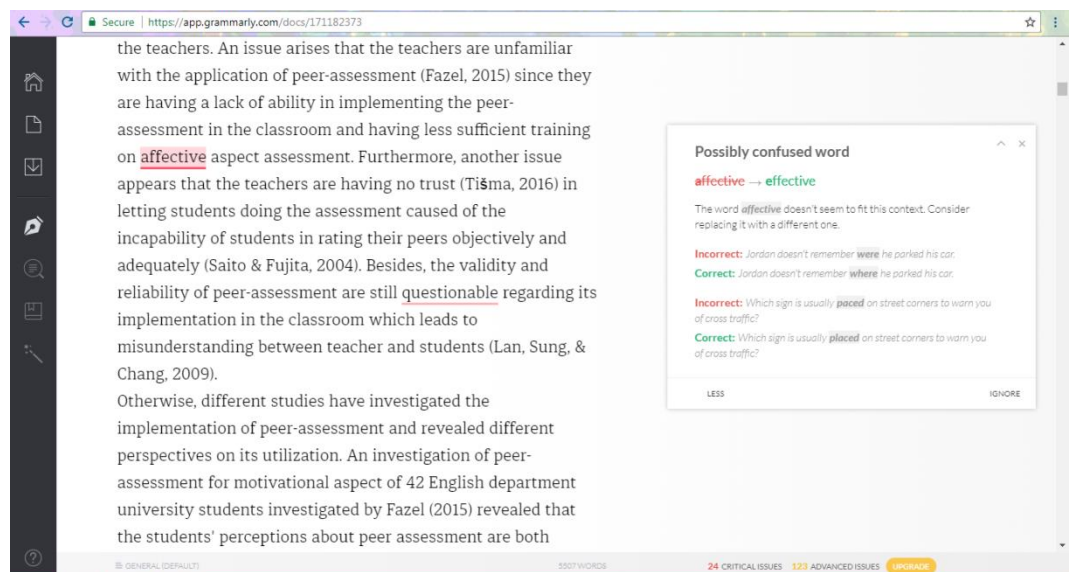 Secure | https://app.grammarly.com/docs/171182373
the teachers. An issue arises that the teachers are unfamiliar
with the application of peer-assessment (Fazel, 2015) since they
are having a lack of ability in implementing the peer-
assessment in the classroom and having less sufficient training
on affective aspect assessment. Furthermore, another issue
appears that the teachers are having no trust (Tišma, 2016) in
letting students doing the assessment caused of the
incapability of students in rating their peers objectively and
adequately (Saito & Fujita, 2004). Besides, the validity and
reliability of peer-assessment are still questionable regarding its
implementation in the classroom which leads to
misunderstanding between teacher and students (Lan, Sung, &
Chang, 2009).
Otherwise, different studies have investigated the
implementation of peer-assessment and revealed different
perspectives on its utilization. An investigation of peer-
assessment for motivational aspect of 42 English department
university students investigated by Fazel (2015) revealed that
the students' perceptions about peer assessment are both
Possibly confused word
affective → effective
The word affective doesn't seem to fit this context. Consider
replacing it with a different one.
Incorrect: Jordan doesn't remember were he parked his car.
Correct: Jordan doesn't remember where he parked his car.
Incorrect: Which sign is usually paced on street corners to warn you
of cross traffic?
Correct: Which sign is usually placed on street corners to warn you
of cross traffic?
LESS
IGNORE
GENERAL (DEFAULT)
5507 WORDS
24 CRITICAL ISSUES
123 ADVANCED ISSUES
UPGRADE